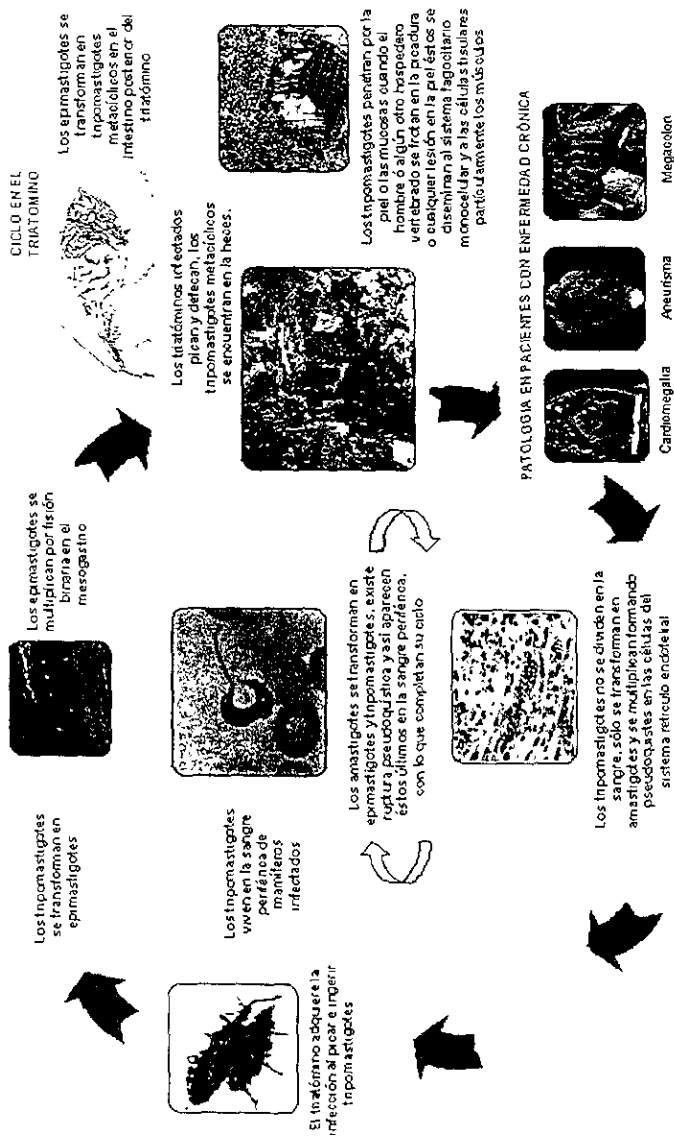 CICLO EN EL
TRIATOMINO
Los epimastigotes se
transforman en
tripomastigotes
metacíclicos en el
intestino posterior del
triatómino
Los epimastigotes se
multiplican por fisión
binaria en el
mesogastrio
Los tripomastigotes
se transforman en
epimastigotes
Los triatóminos infectados
pican y defecan, los
tripomastigotes metacíclicos
se encuentran en la heces.
Los tripomastigotes penetran por la
piel o las mucosas cuando el
hombre ó algún otro hospedero
vertebrado se frotan en la picadura
o cualquier lesión en la piel éstos se
diseminan al sistema fagocitario
monocelular y a las células tisulares
particularmente los músculos
Los tripomastigotes
viven en la sangre
periférica de
mamíferos
infectados
El triatómino adquiere la
infección al picar e ingerir
tripomastigotes
Los amastigotes se transforman en
epimastigotes y tripomastigotes, existe
ruptura pseudoquística y así aparecen
éstos últimos en la sangre periférica,
con lo que completan su ciclo
Los tripomastigotes no se dividen en la
sangre, sólo se transforman en
amastigotes y se multiplican formando
pseudoquistes en las células del
sistema retículo endotelial
PATOLOGIA EN PACIENTES CON ENFERMEDAD CRÓNICA
Cardiomegalia
Aneurisma
Megacolon